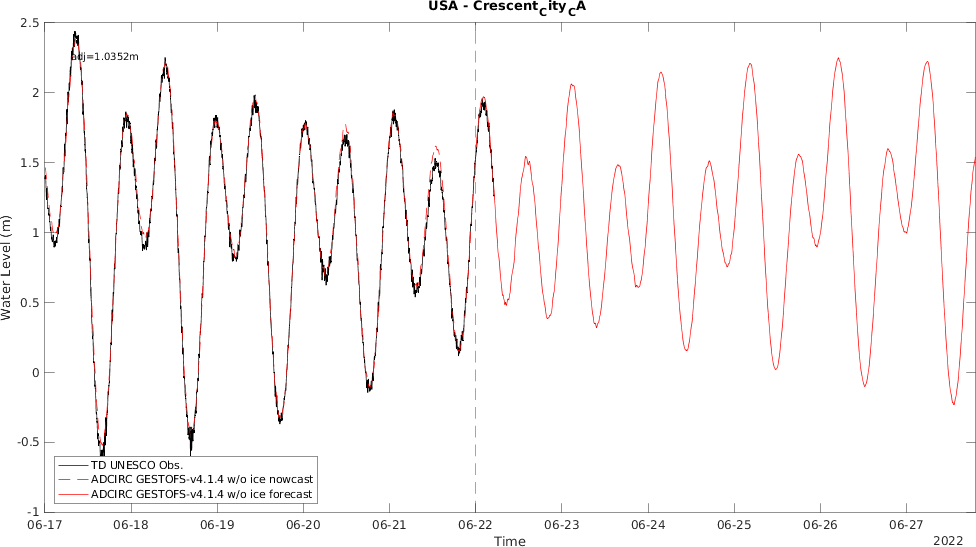 USA - Crescent_City_CA
2.5
adj=1.0352m
2
1.5
1
0.5
0
-0.5
-1
Water Level (m)
TD UNESCO Obs.
ADCIRC GESTOFS-v4.1.4 w/o ice nowcast
ADCIRC GESTOFS-v4.1.4 w/o ice forecast
06-17 06-18 06-19 06-20 06-21 06-22 06-23 06-24 06-25 06-26 06-27
Time
2022